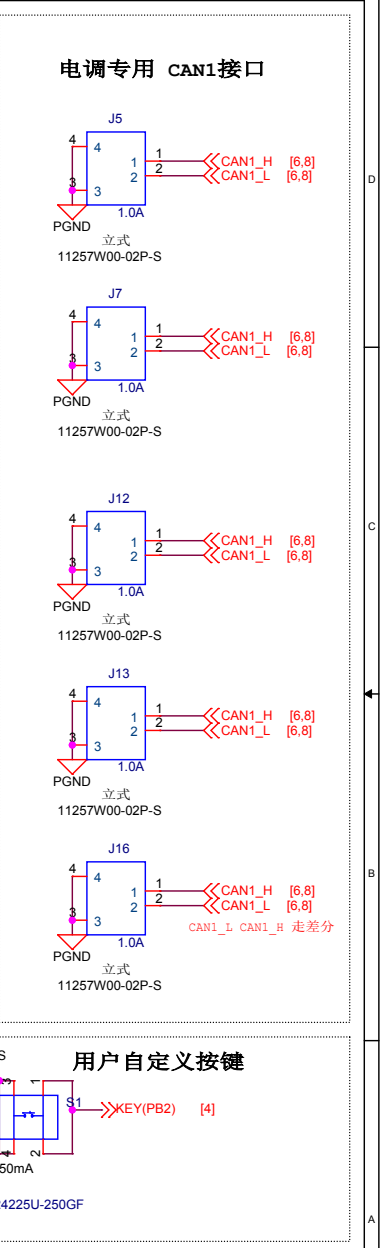 电调专用 CAN1接口
J5
4 4
1 1 CAN1_H [6,8]
2 2 CAN1_L [6,8]
3 3
1.0A
PGND
立式
11257W00-02P-S
J7
4 4
1 1 CAN1_H [6,8]
2 2 CAN1_L [6,8]
3 3
1.0A
PGND
立式
11257W00-02P-S
J12
4 4
1 1 CAN1_H [6,8]
2 2 CAN1_L [6,8]
3 3
1.0A
PGND
立式
11257W00-02P-S
J13
4 4
1 1 CAN1_H [6,8]
2 2 CAN1_L [6,8]
3 3
1.0A
PGND
立式
11257W00-02P-S
J16
4 4
1 1 CAN1_H [6,8]
2 2 CAN1_L [6,8]
3 3
CAN1_L CAN1_H 走差分
1.0A
PGND
立式
11257W00-02P-S
D
C
B
A
用户自定义按键
S
3 1
S1
KEY(PB2) [4]
4 2
50mA
4225U-250GF